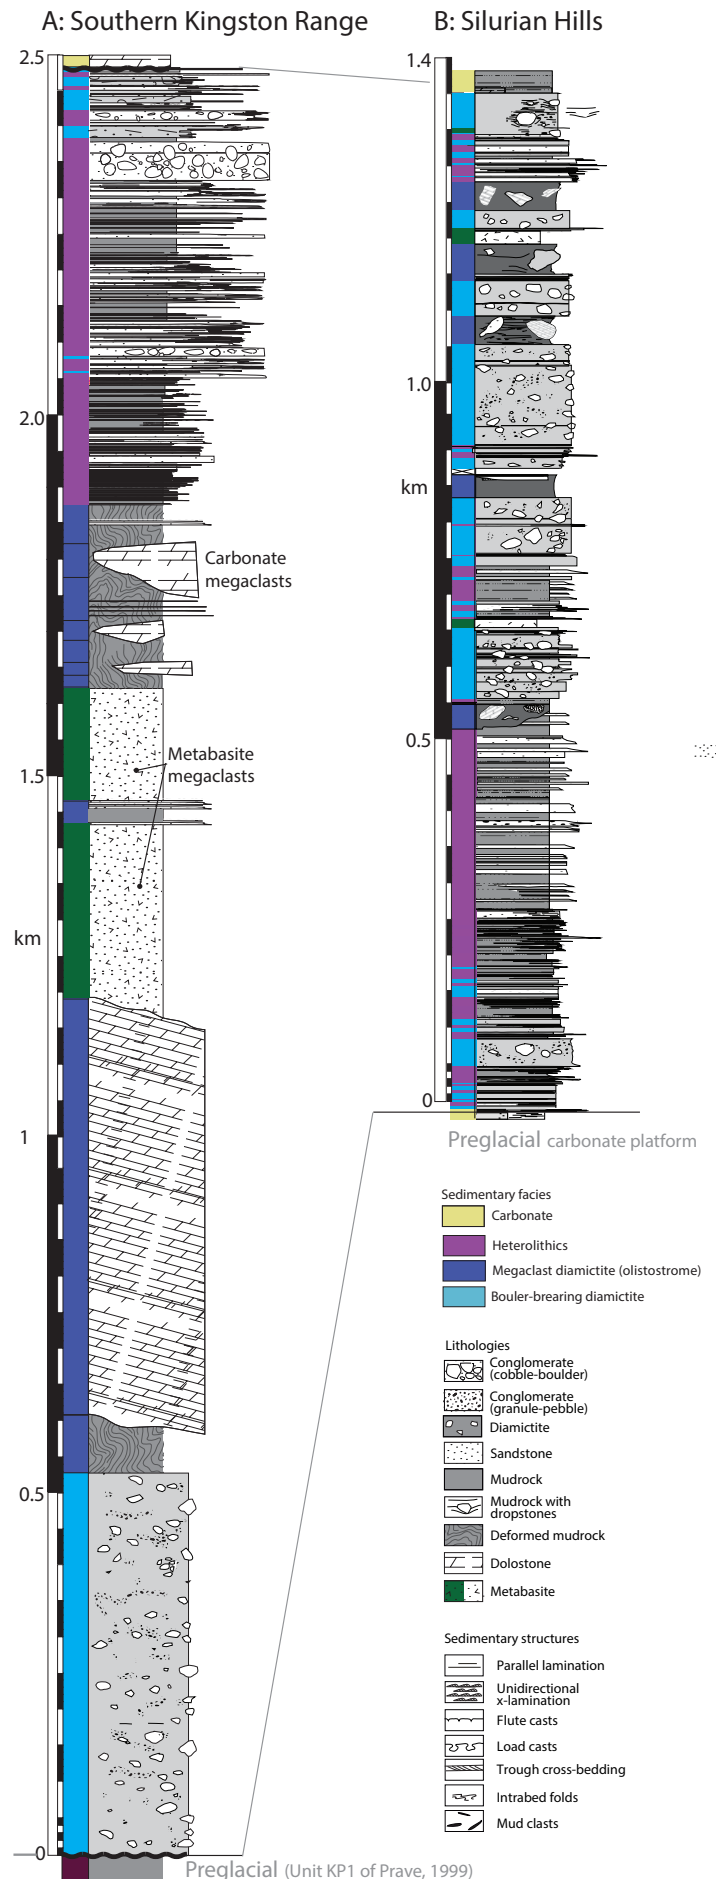 A: Southern Kingston Range
B: Silurian Hills
2.5
2.0
1.5
km
1
0.5
0
Carbonate
megaclasts
Metabasite
megaclasts
Preglacial (Unit KP1 of Prave, 1999)
1.4
1.0
km
0.5
0
Preglacial carbonate platform
Sedimentary facies
Carbonate
Heterolithics
Megaclast diamictite (olistostrome)
Bouler-brearing diamictite
Lithologies
Conglomerate
(cobble-boulder)
Conglomerate
(granule-pebble)
Diamictite
Sandstone
Mudrock
Mudrock with
dropstones
Deformed mudrock
Dolostone
Metabasite
Sedimentary structures
Parallel lamination
Unidirectional
x-lamination
Flute casts
Load casts
Trough cross-bedding
Intrabed folds
Mud clasts